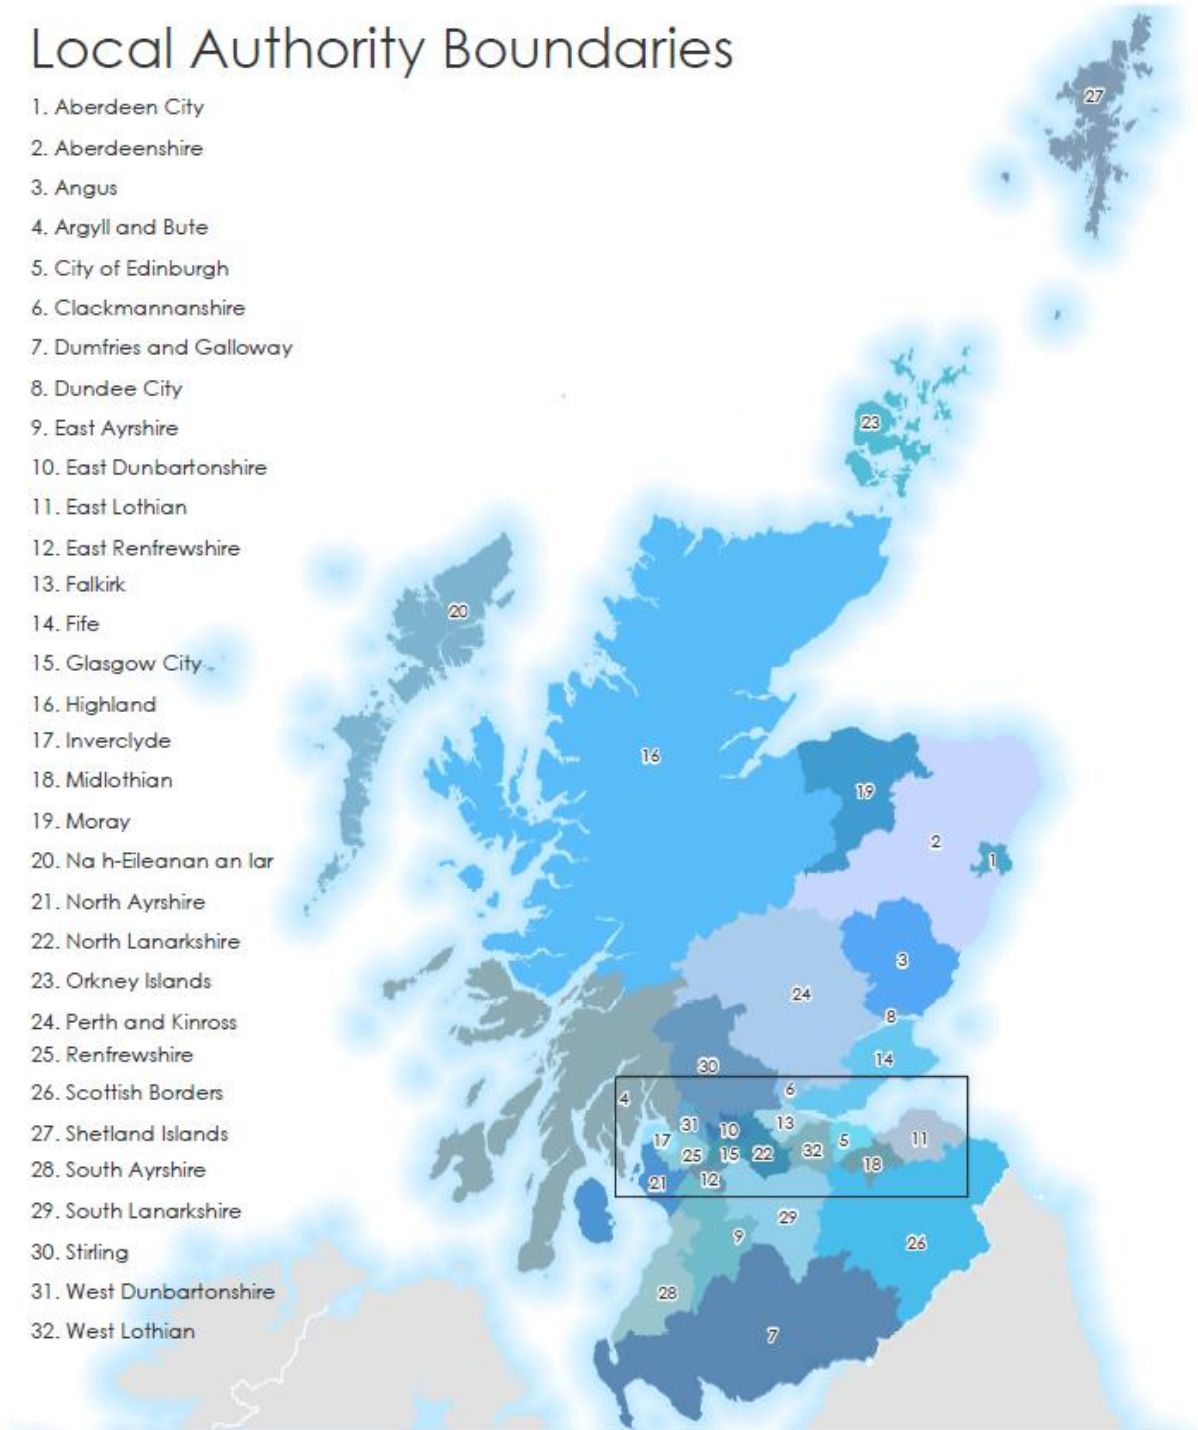 Local Authority Boundaries
1. Aberdeen City
2. Aberdeenshire
3. Angus
4. Argyll and Bute
5. City of Edinburgh
6. Clackmannanshire
7. Dumfries and Galloway
8. Dundee City
9. East Ayrshire
10. East Dunbartonshire
11. East Lothian
12. East Renfrewshire
13. Falkirk
14. Fife
15. Glasgow City
16. Highland
17. Inverclyde
18. Midlothian
19. Moray
20. Na h-Eileanan an Iar
21. North Ayrshire
22. North Lanarkshire
23. Orkney Islands
24. Perth and Kinross
25. Renfrewshire
26. Scottish Borders
27. Shetland Islands
28. South Ayrshire
29. South Lanarkshire
30. Stirling
31. West Dunbartonshire
32. West Lothian
27
23
20
16
19
2
1
3
24
8
14
30
6
4
13
31
10
17
5
11
32
25
15
22
18
12
21
29
9
26
28
7